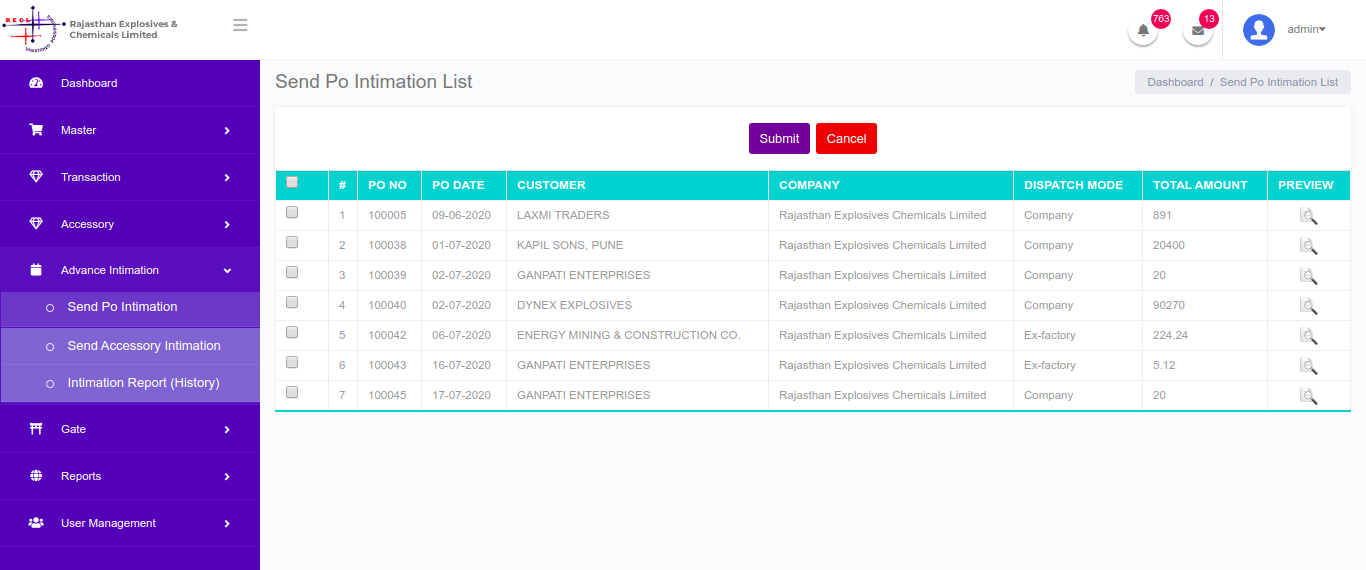 RECL
Rajasthan Explosives &
Chemicals Limited
763
13
admin
Dashboard
Master
Transaction
Accessory
Advance Intimation
Send Po Intimation
Send Accessory Intimation
Intimation Report (History)
Gate
Reports
User Management
Send Po Intimation List
Dashboard / Send Po Intimation List
Submit Cancel
# PO NO PO DATE CUSTOMER COMPANY DISPATCH MODE TOTAL AMOUNT PREVIEW
1 100005 09-06-2020 LAXMI TRADERS Rajasthan Explosives Chemicals Limited Company 891
2 100038 01-07-2020 KAPIL SONS, PUNE Rajasthan Explosives Chemicals Limited Company 20400
3 100039 02-07-2020 GANPATI ENTERPRISES Rajasthan Explosives Chemicals Limited Company 20
4 100040 02-07-2020 DYNEX EXPLOSIVES Rajasthan Explosives Chemicals Limited Company 90270
5 100042 06-07-2020 ENERGY MINING & CONSTRUCTION CO. Rajasthan Explosives Chemicals Limited Ex-factory 224.24
6 100043 16-07-2020 GANPATI ENTERPRISES Rajasthan Explosives Chemicals Limited Ex-factory 5.12
7 100045 17-07-2020 GANPATI ENTERPRISES Rajasthan Explosives Chemicals Limited Company 20